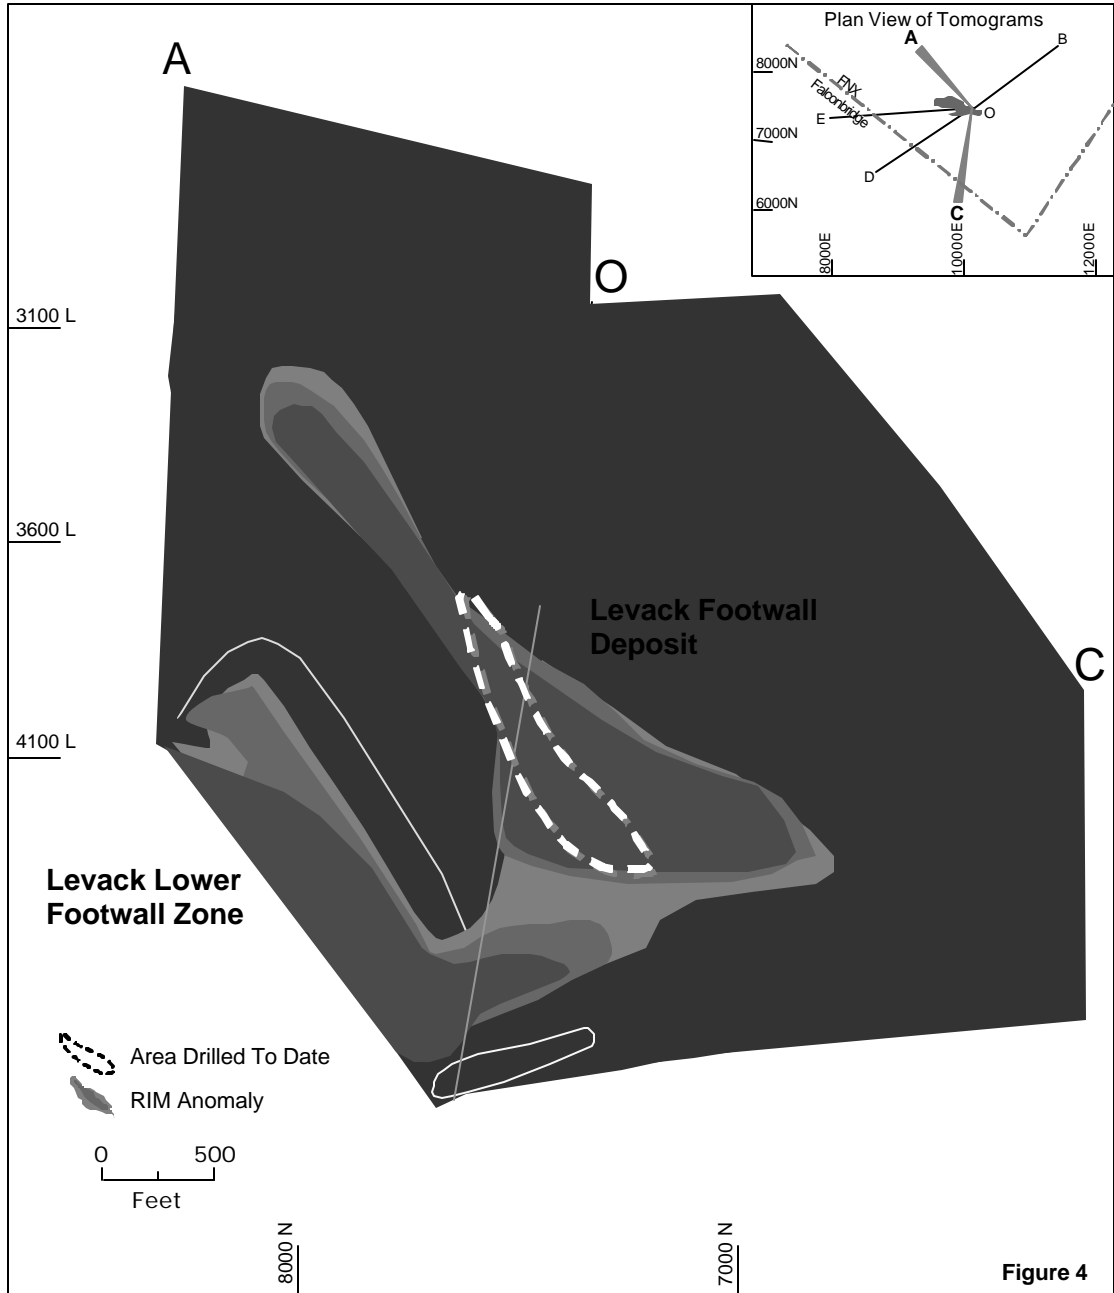 Plan View of Tomograms
A
B
8000N
FNX
Falconbridge
E
O
7000N
D
6000N
C
8000E
10000E
12000E
A
O
3100 L
3600 L
Levack Footwall
Deposit
C
4100 L
Levack Lower
Footwall Zone
Area Drilled To Date
RIM Anomaly
0 500
Feet
8000 N
7000 N
Figure 4